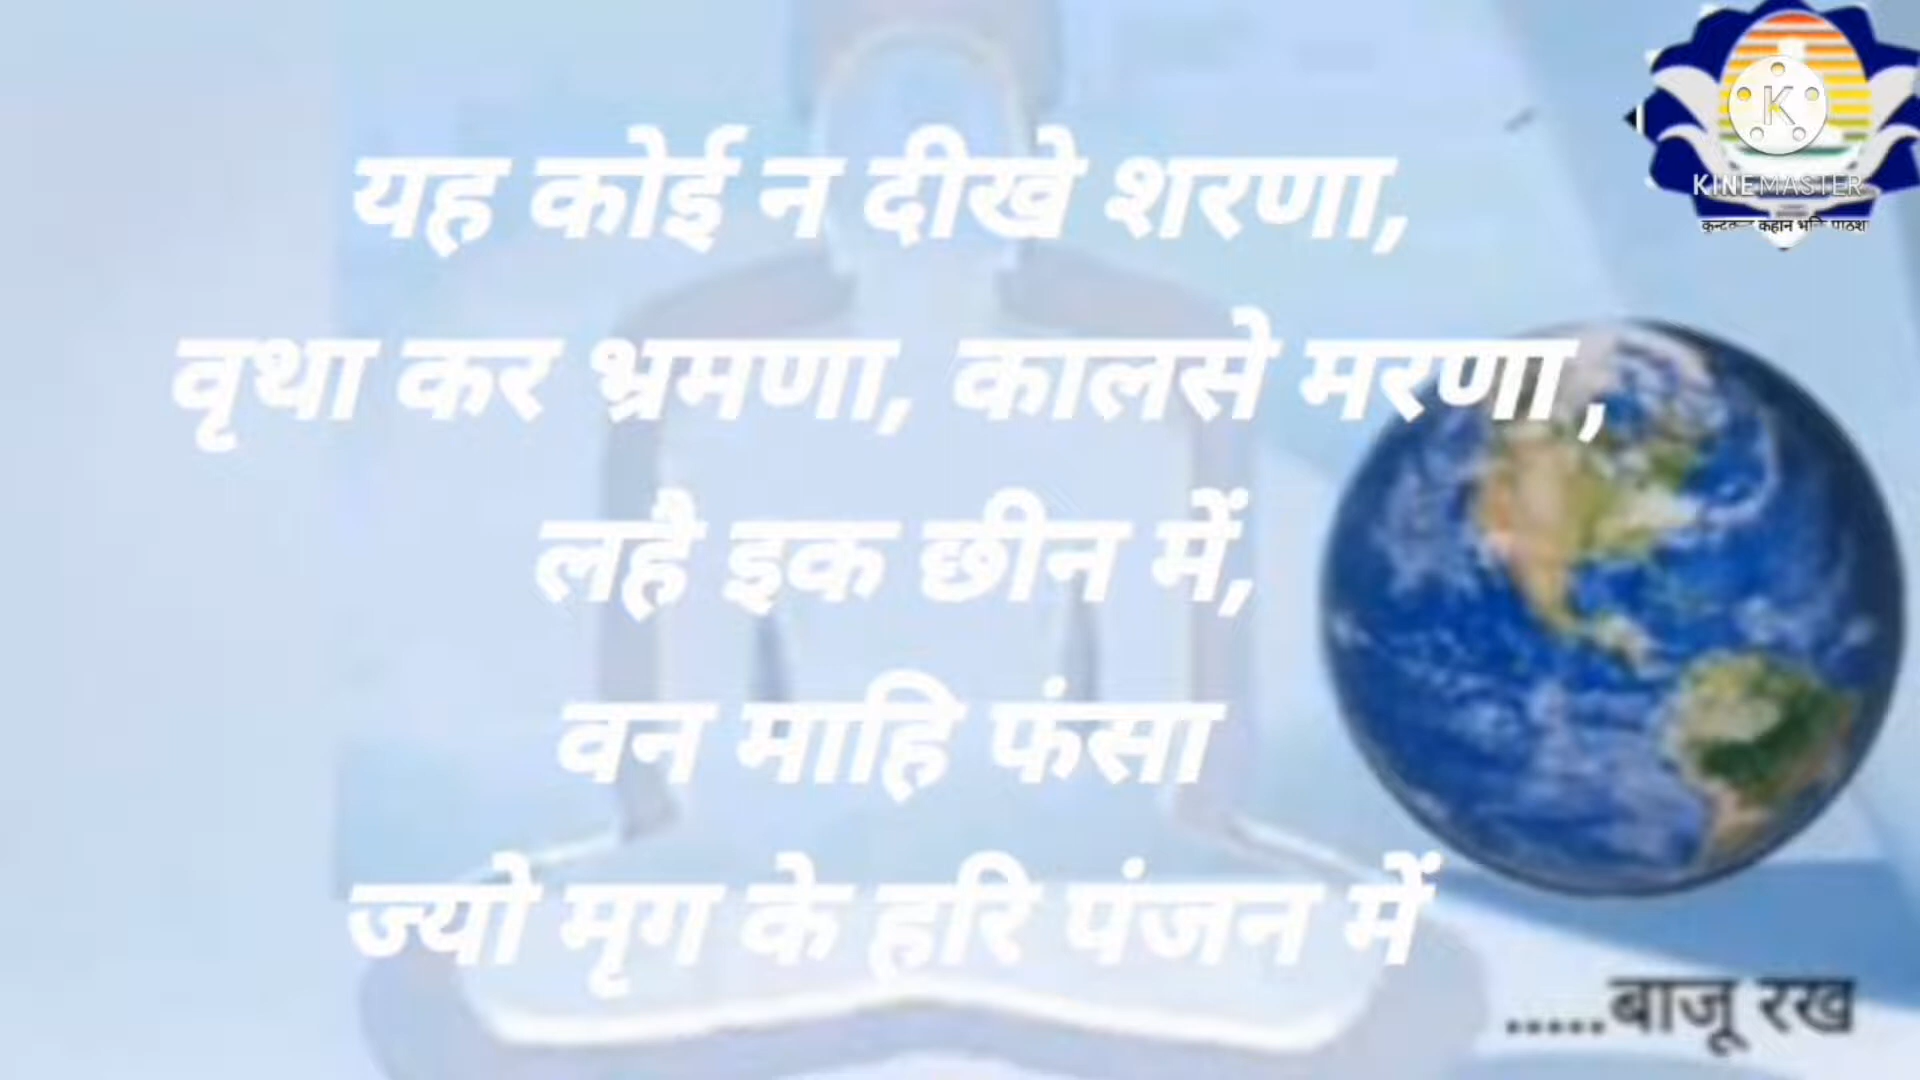 KINEMASTER
यह कोई न दीखे शरणा,
वृथा कर भ्रमणा, कालसे मरणा ,
लहै इक छीन में,
वन माहि फंसा
ज्यो मृग के हरि पंजन में
.....बाजू रख